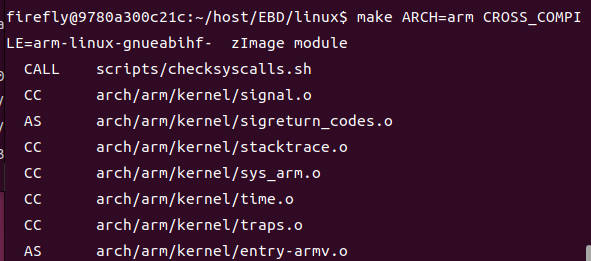 firefly@9780a300c21c:~/host/EBD/linux$ make ARCH=arm CROSS_COMPI
LE=arm-linux-gnueabihf-  zImage module
  CALL    scripts/checksyscalls.sh
  CC      arch/arm/kernel/signal.o
  AS      arch/arm/kernel/sigreturn_codes.o
  CC      arch/arm/kernel/stacktrace.o
  CC      arch/arm/kernel/sys_arm.o
  CC      arch/arm/kernel/time.o
  CC      arch/arm/kernel/traps.o
  AS      arch/arm/kernel/entry-armv.o